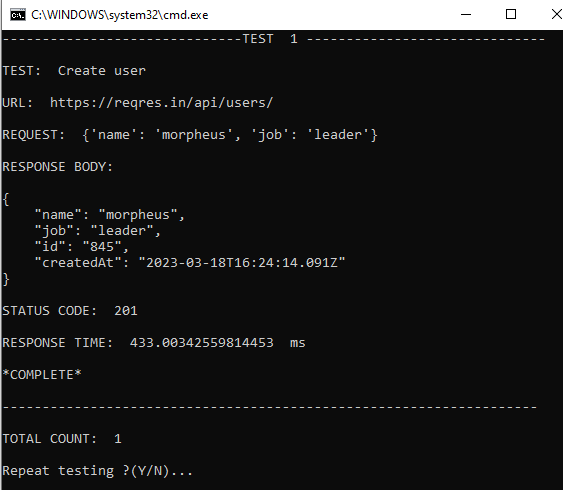 C:\WINDOWS\system32\cmd.exe
------------------------------TEST  1 ------------------------------
TEST:  Create user
URL:  https://reqres.in/api/users/
REQUEST:  {'name': 'morpheus', 'job': 'leader'}
RESPONSE BODY:
{
    "name": "morpheus",
    "job": "leader",
    "id": "845",
    "createdAt": "2023-03-18T16:24:14.091Z"
}
STATUS CODE:  201
RESPONSE TIME:  433.00342559814453  ms
*COMPLETE*
-------------------------------------------------------------------
TOTAL COUNT:  1
Repeat testing ?(Y/N)...